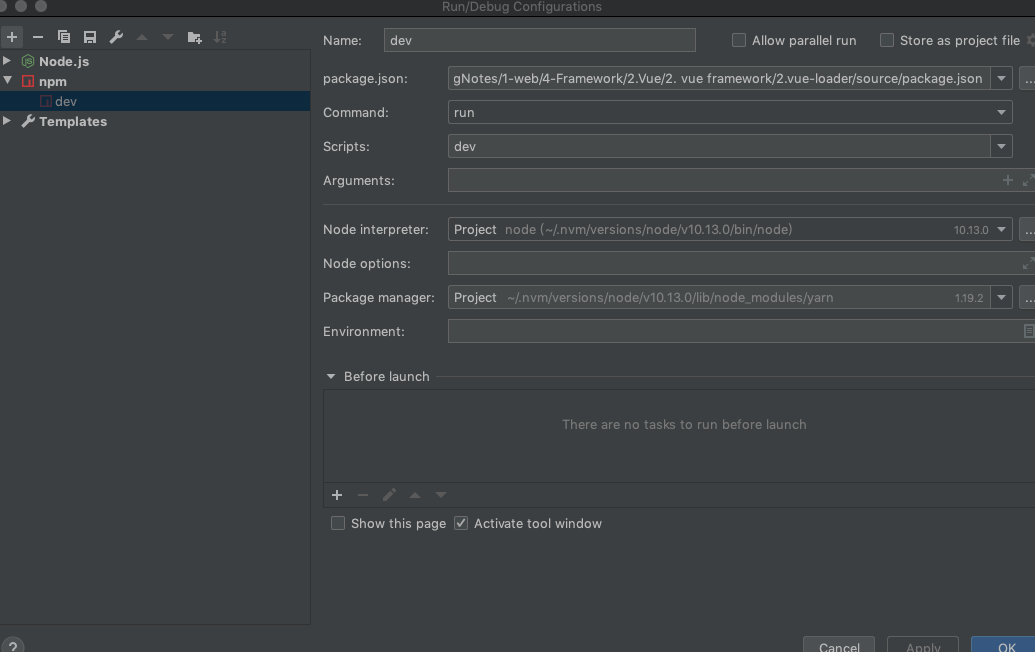 Run/Debug Configurations
Name: dev Allow parallel run Store as project file
Node.js
npm
dev
Templates
package.json: gNotes/1-web/4-Framework/2.Vue/2. vue framework/2.vue-loader/source/package.json ...
Command: run
Scripts: dev
Arguments:
Node interpreter: Project node (~/.nvm/versions/node/v10.13.0/bin/node) 10.13.0 ...
Node options:
Package manager: Project ~/.nvm/versions/node/v10.13.0/lib/node_modules/yarn 1.19.2 ...
Environment:
Before launch
There are no tasks to run before launch
Show this page Activate tool window
? Cancel Apply OK